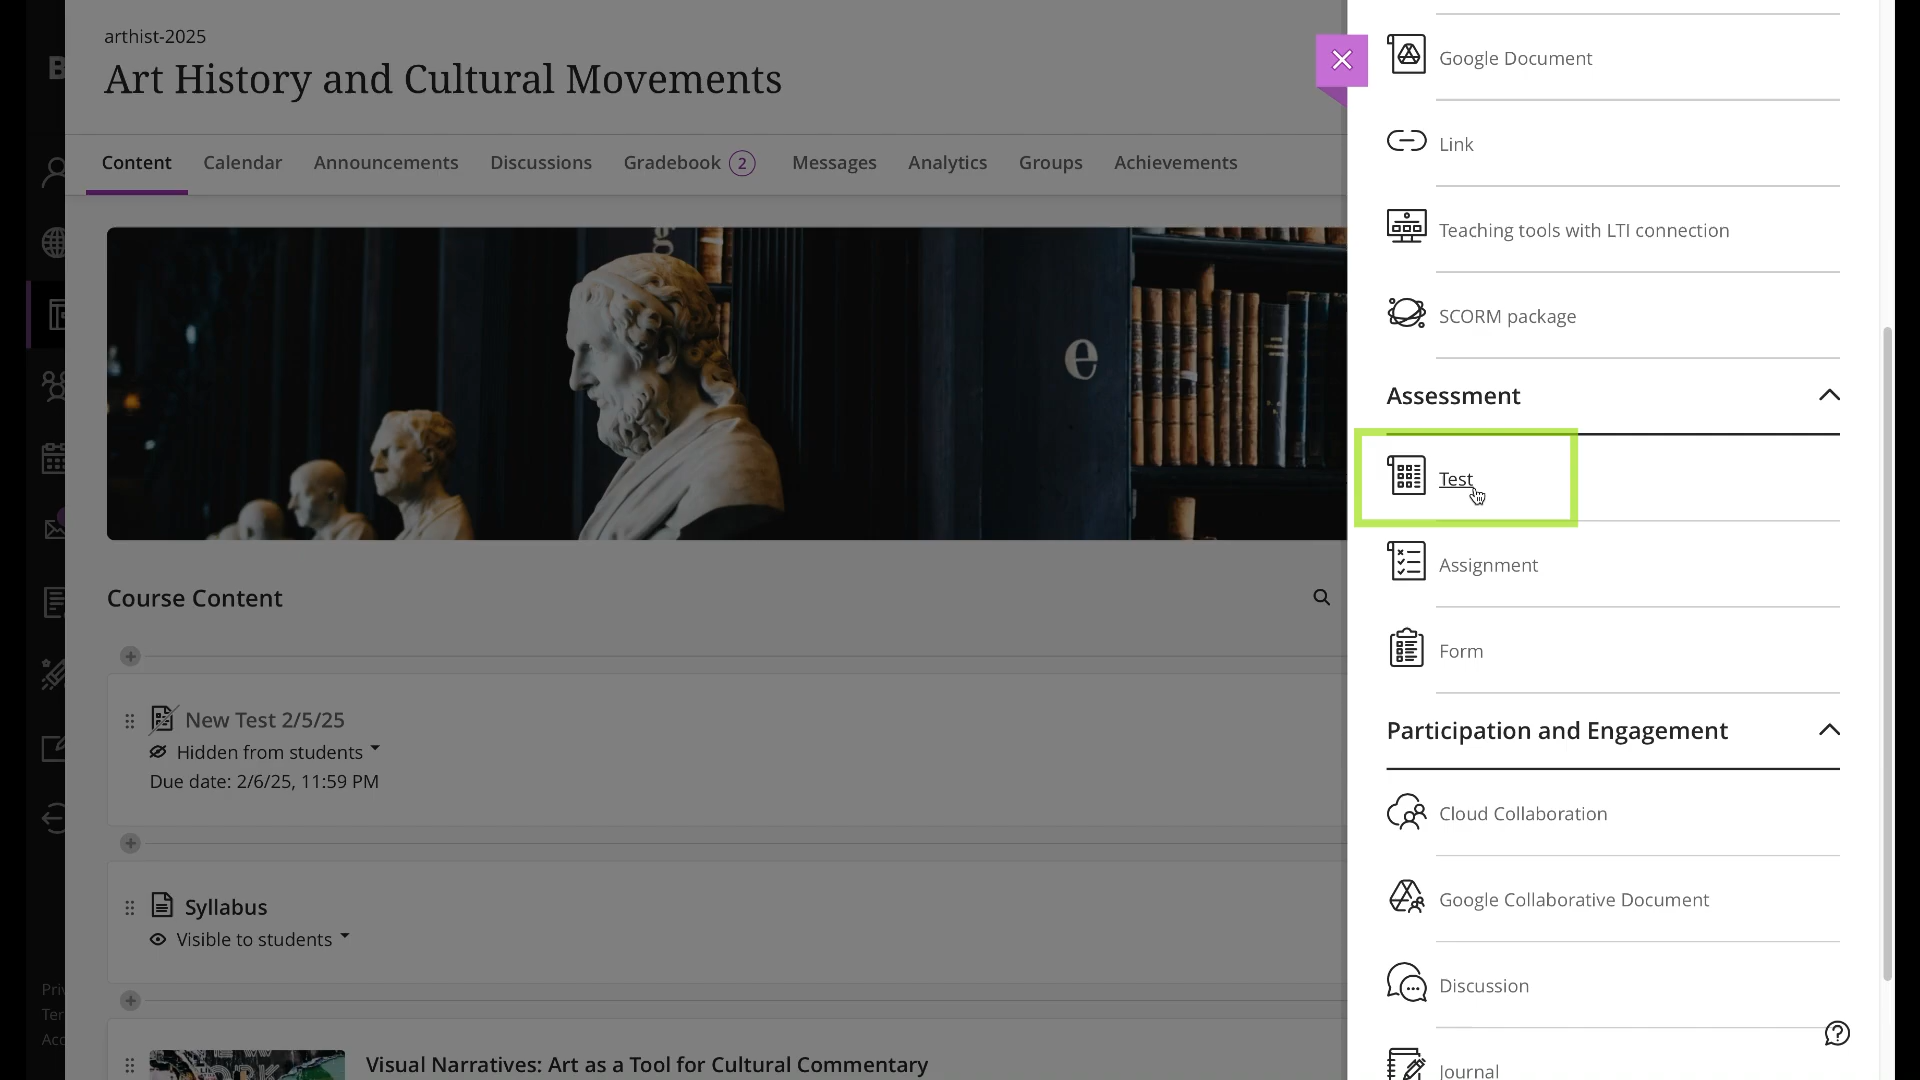 B
arthist-2025
Art History and Cultural Movements
Content
Calendar
Announcements
Discussions
Gradebook 2
Messages
Analytics
Groups
Achievements
e
Course Content
New Test 2/5/25
Hidden from students
Due date: 2/6/25, 11:59 PM
Syllabus
Visible to students
Visual Narratives: Art as a Tool for Cultural Commentary
Priv
Ter
Acc
Google Document
Link
Teaching tools with LTI connection
SCORM package
Assessment
Test
Assignment
Form
Participation and Engagement
Cloud Collaboration
Google Collaborative Document
Discussion
Journal